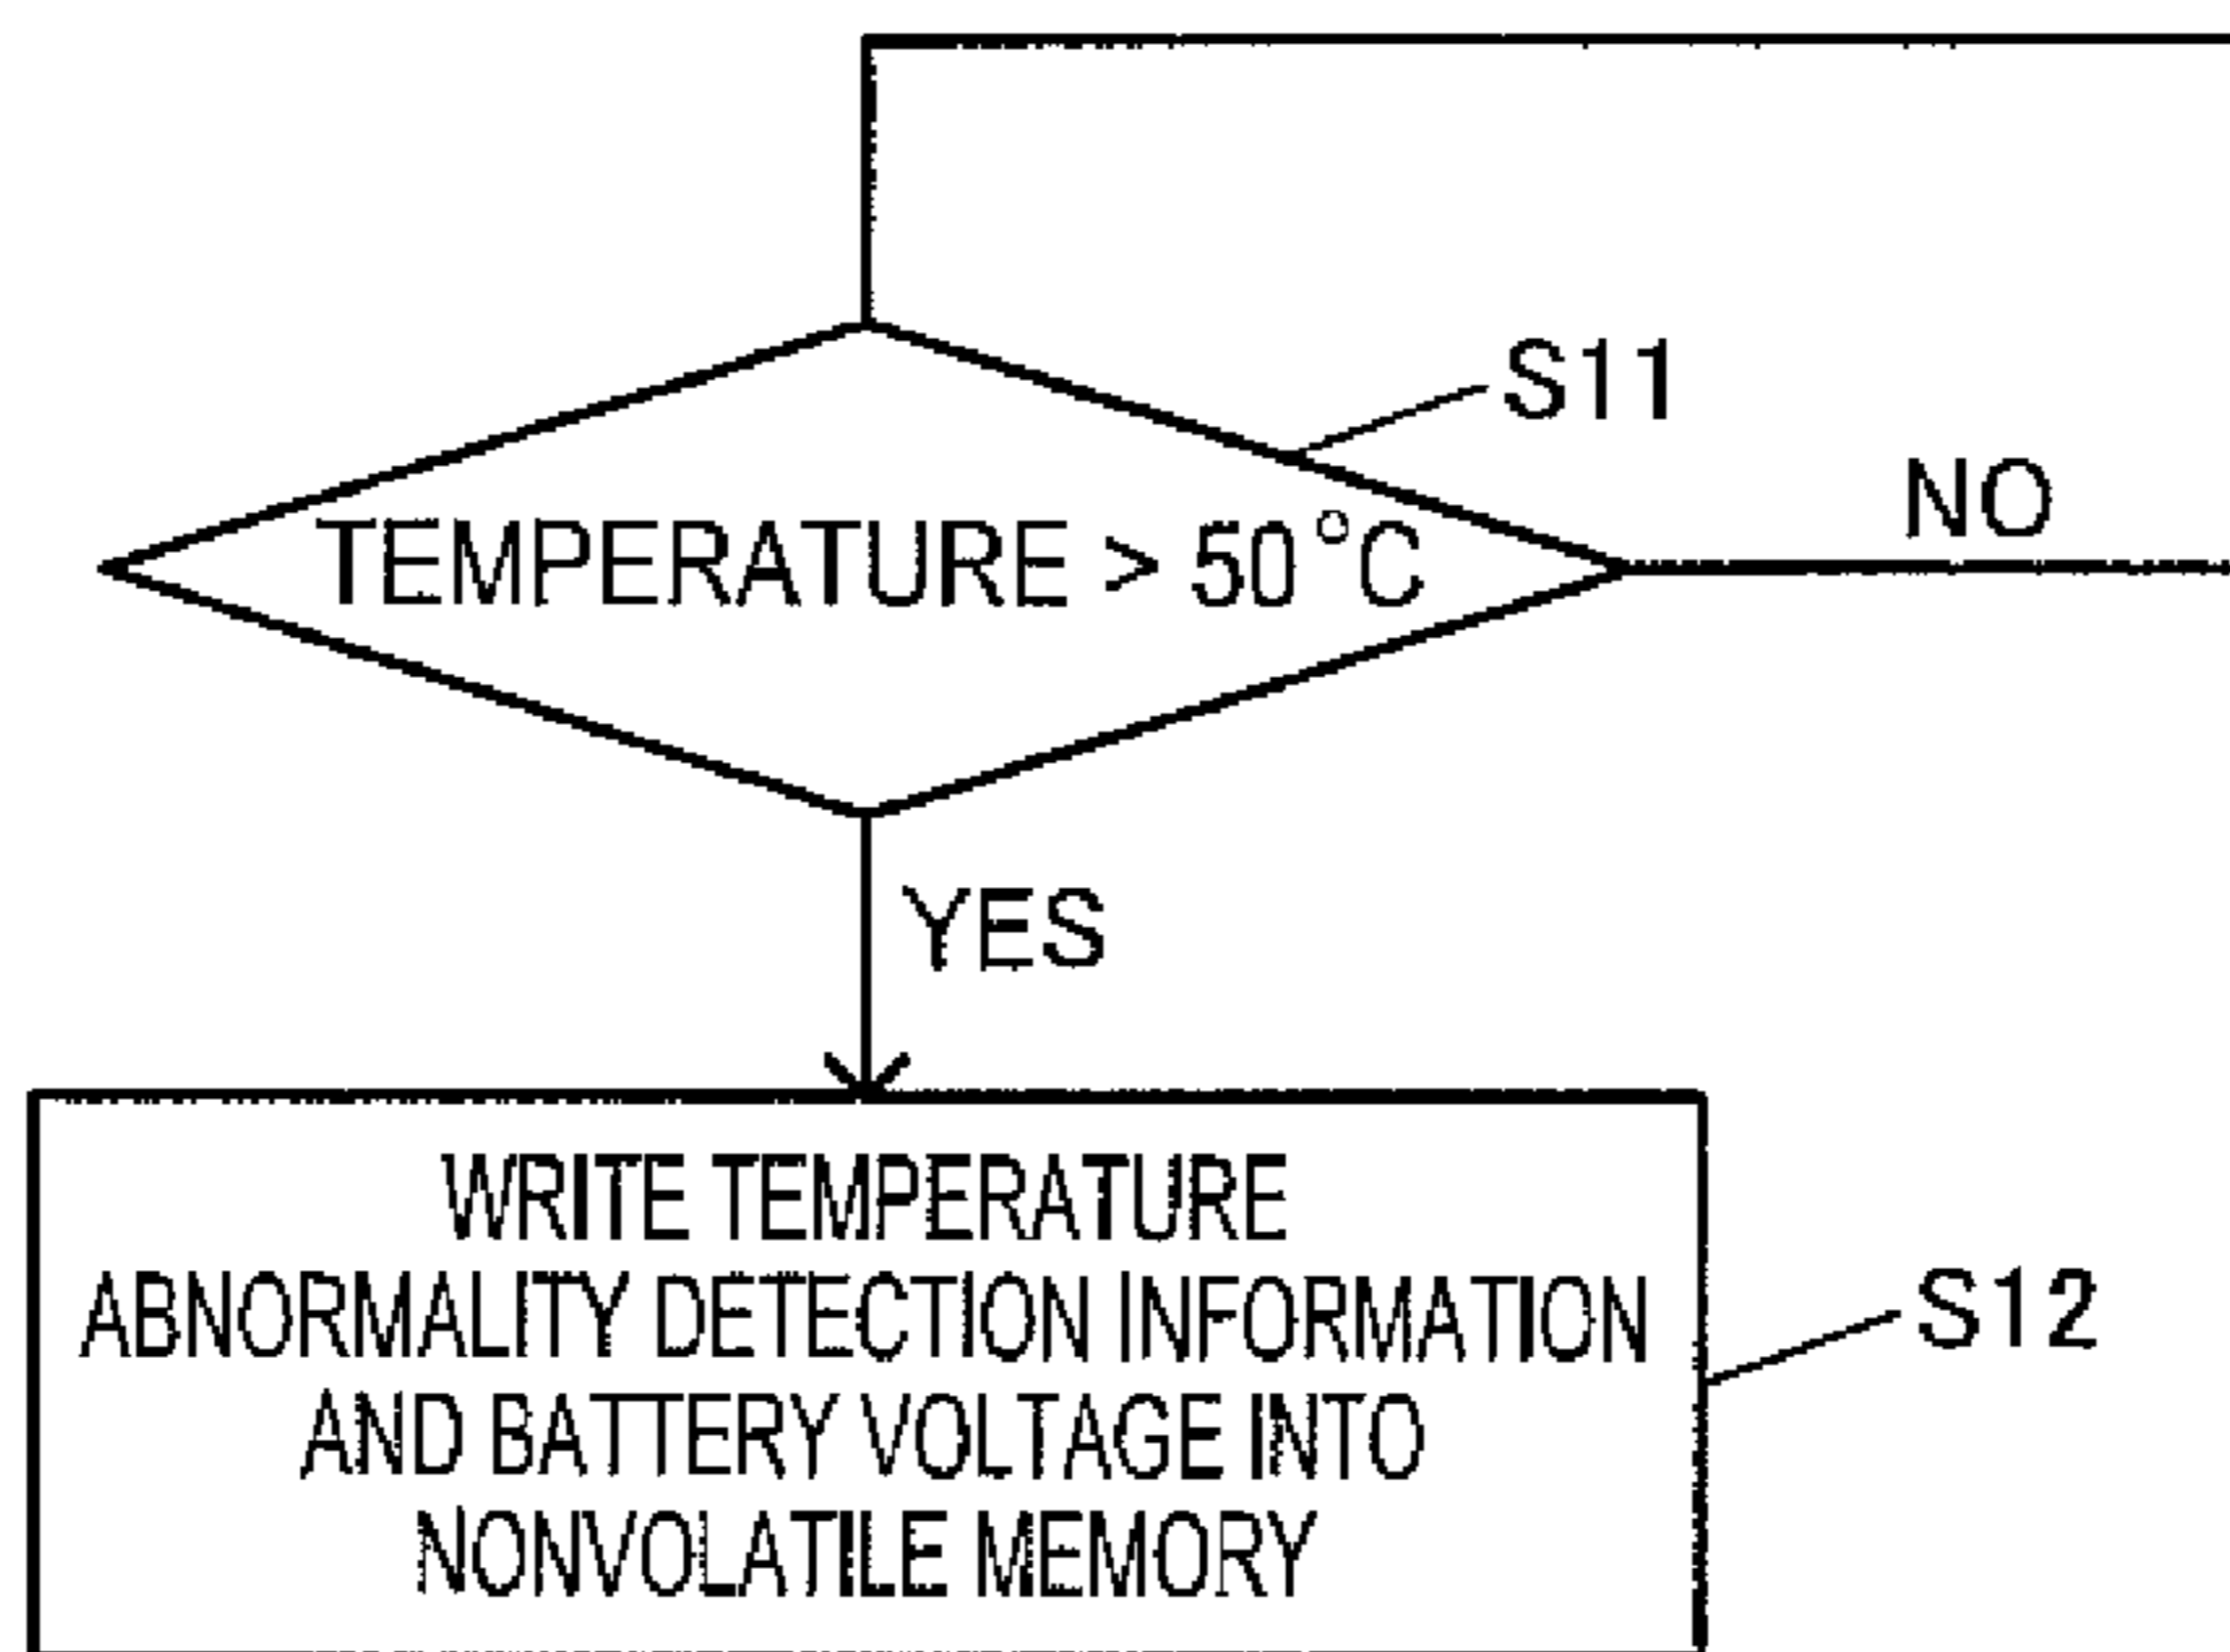 S11
NO
TEMPERATURE > 50°C
YES
WRITE TEMPERATURE
ABNORMALITY DETECTION INFORMATION
AND BATTERY VOLTAGE INTO
NONVOLATILE MEMORY
S12